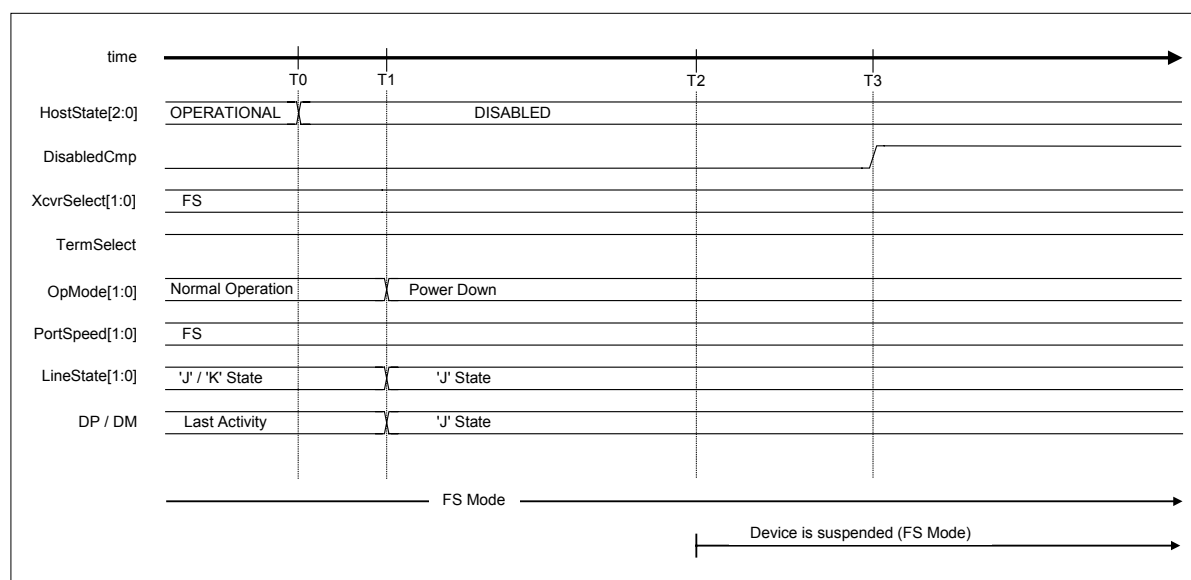 time
T0 T1 T2 T3
HostState[2:0] OPERATIONAL DISABLED
DisabledCmp
XcvrSelect[1:0] FS
TermSelect
OpMode[1:0] Normal Operation Power Down
PortSpeed[1:0] FS
LineState[1:0] 'J' / 'K' State 'J' State
DP / DM Last Activity 'J' State
FS Mode
Device is suspended (FS Mode)